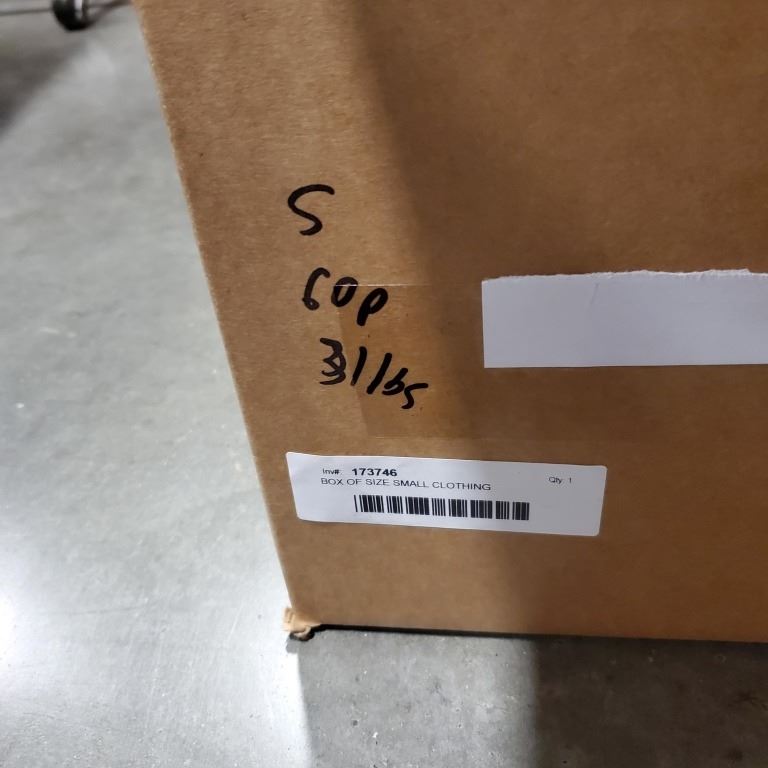 S
60p
31lbs
Inv#: 173746
BOX OF SIZE SMALL CLOTHING
Qty: 1